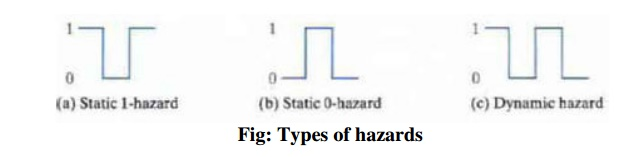 1 1 1
0 0 0
(a) Static 1-hazard (b) Static 0-hazard (c) Dynamic hazard
Fig: Types of hazards